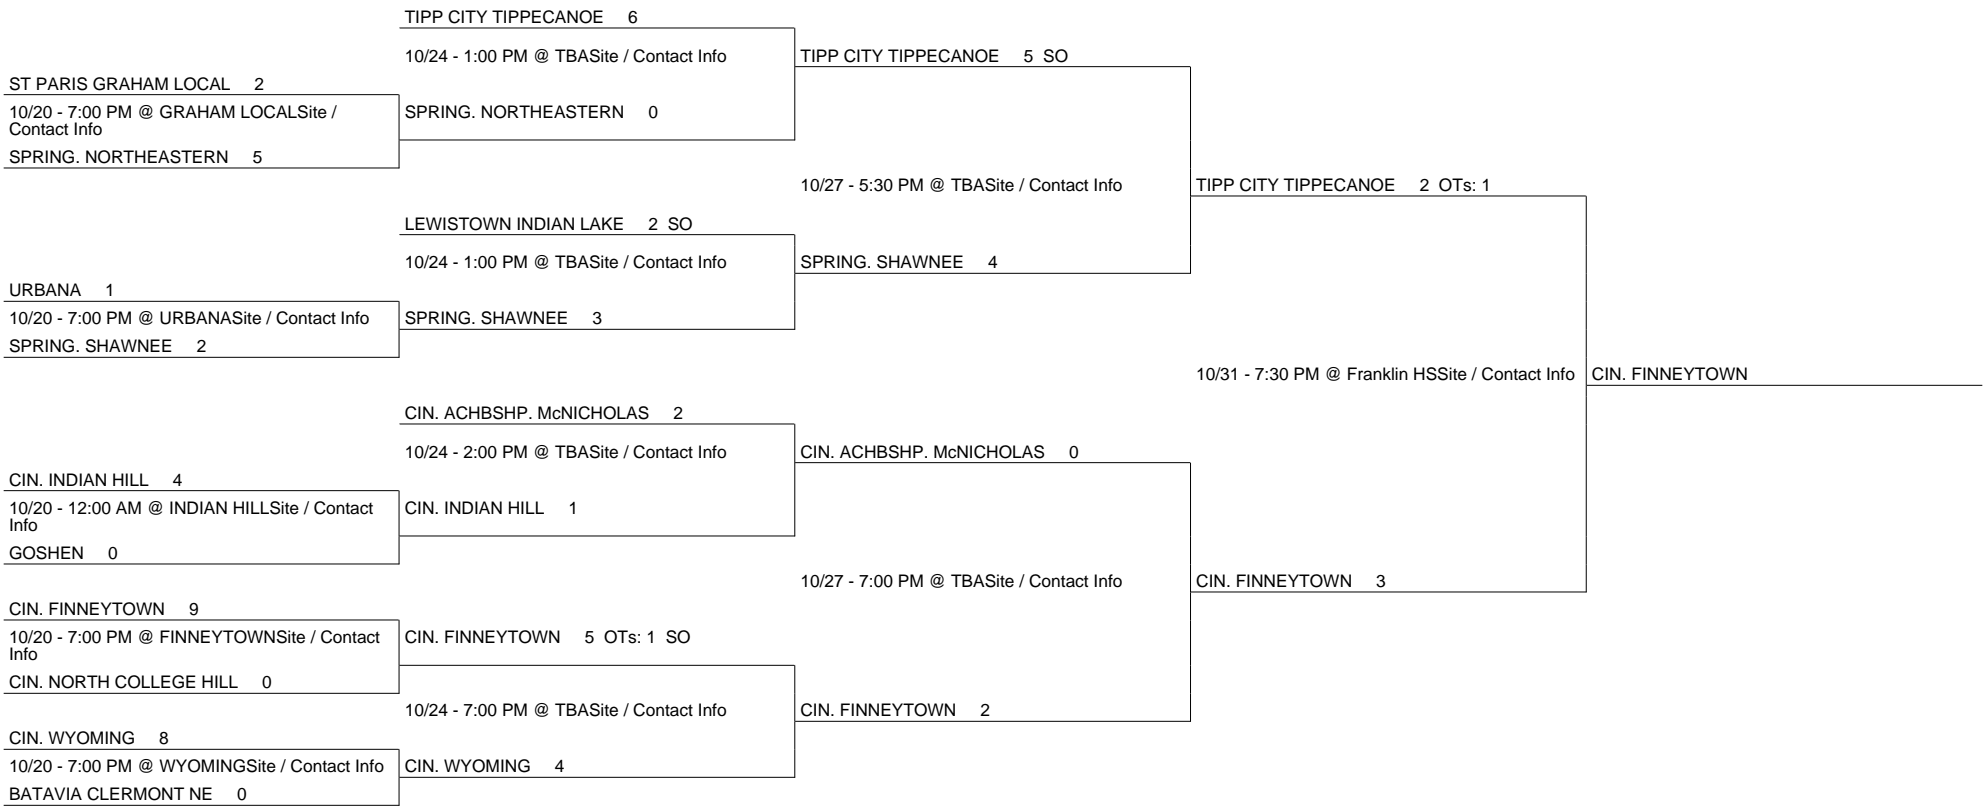 TIPP CITY TIPPECANOE 6
10/24 - 1:00 PM @ TBASite / Contact Info
TIPP CITY TIPPECANOE 5 SO
ST PARIS GRAHAM LOCAL 2
10/20 - 7:00 PM @ GRAHAM LOCALSite /
Contact Info
SPRING. NORTHEASTERN 0
SPRING. NORTHEASTERN 5
10/27 - 5:30 PM @ TBASite / Contact Info
TIPP CITY TIPPECANOE 2 OTs: 1
LEWISTOWN INDIAN LAKE 2 SO
10/24 - 1:00 PM @ TBASite / Contact Info
SPRING. SHAWNEE 4
URBANA 1
10/20 - 7:00 PM @ URBANASite / Contact Info
SPRING. SHAWNEE 3
SPRING. SHAWNEE 2
10/31 - 7:30 PM @ Franklin HSSite / Contact Info
CIN. FINNEYTOWN
CIN. ACHBSHP. McNICHOLAS 2
10/24 - 2:00 PM @ TBASite / Contact Info
CIN. ACHBSHP. McNICHOLAS 0
CIN. INDIAN HILL 4
10/20 - 12:00 AM @ INDIAN HILLSite / Contact
Info
CIN. INDIAN HILL 1
GOSHEN 0
10/27 - 7:00 PM @ TBASite / Contact Info
CIN. FINNEYTOWN 3
CIN. FINNEYTOWN 9
10/20 - 7:00 PM @ FINNEYTOWNSite / Contact
Info
CIN. FINNEYTOWN 5 OTs: 1 SO
CIN. NORTH COLLEGE HILL 0
10/24 - 7:00 PM @ TBASite / Contact Info
CIN. FINNEYTOWN 2
CIN. WYOMING 8
10/20 - 7:00 PM @ WYOMINGSite / Contact Info
CIN. WYOMING 4
BATAVIA CLERMONT NE 0